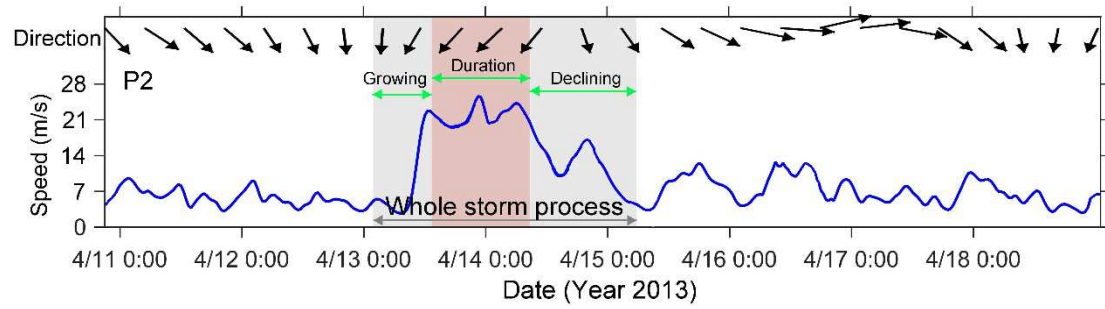 Direction
P2
Growing
Duration
Declining
28
21
14
7
0
Speed (m/s)
Whole storm process
4/11 0:00 4/12 0:00 4/13 0:00 4/14 0:00 4/15 0:00 4/16 0:00 4/17 0:00 4/18 0:00
Date (Year 2013)